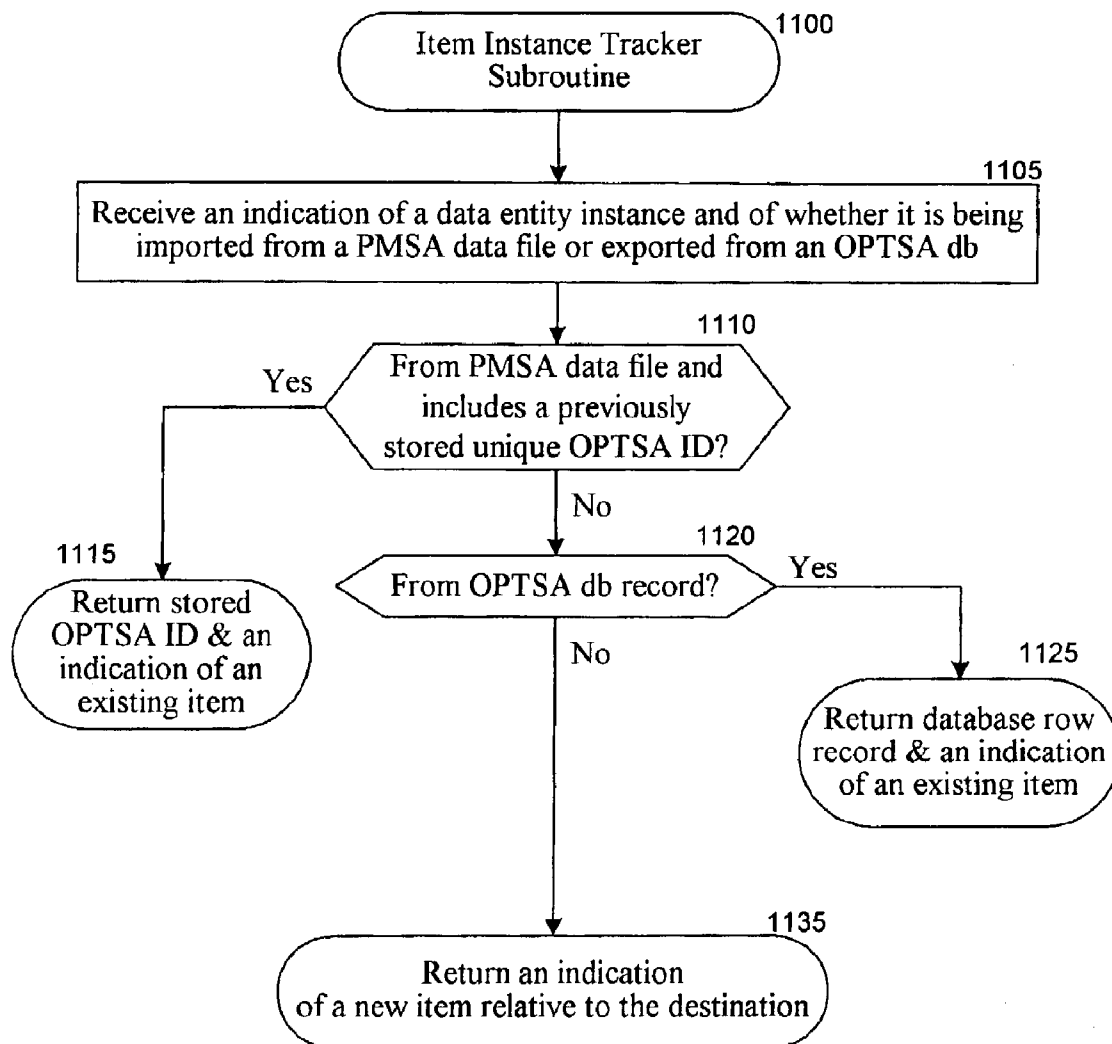 1100
Item Instance Tracker
Subroutine
1105
Receive an indication of a data entity instance and of whether it is being
imported from a PMSA data file or exported from an OPTSA db
1110
From PMSA data file and
includes a previously
stored unique OPTSA ID?
Yes
No
1120
From OPTSA db record?
Yes
No
1115
Return stored
OPTSA ID & an
indication of an
existing item
1125
Return database row
record & an indication
of an existing item
1135
Return an indication
of a new item relative to the destination